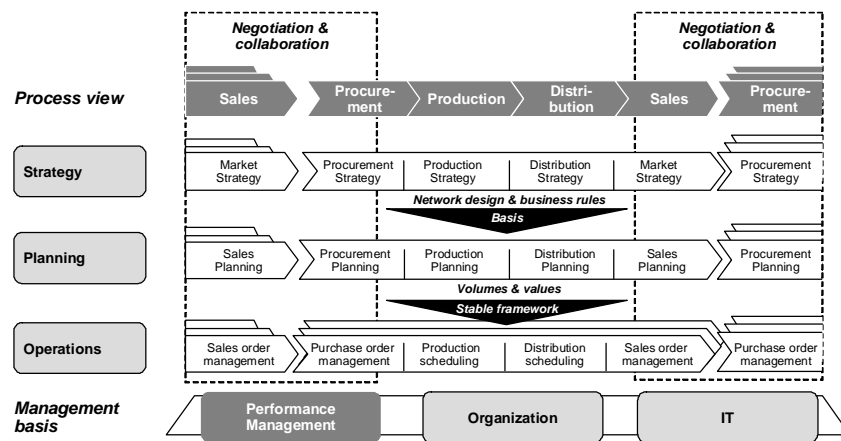 Negotiation &
collaboration
Negotiation &
collaboration
Process view
Sales
Procure-
ment
Production
Distri-
bution
Sales
Procure-
ment
Strategy
Market
Strategy
Procurement
Strategy
Production
Strategy
Distribution
Strategy
Market
Strategy
Procurement
Strategy
Network design & business rules
Basis
Planning
Sales
Planning
Procurement
Planning
Production
Planning
Distribution
Planning
Sales
Planning
Procurement
Planning
Volumes & values
Stable framework
Operations
Sales order
management
Purchase order
management
Production
scheduling
Distribution
scheduling
Sales order
management
Purchase order
management
Management
basis
Performance
Management
Organization
IT